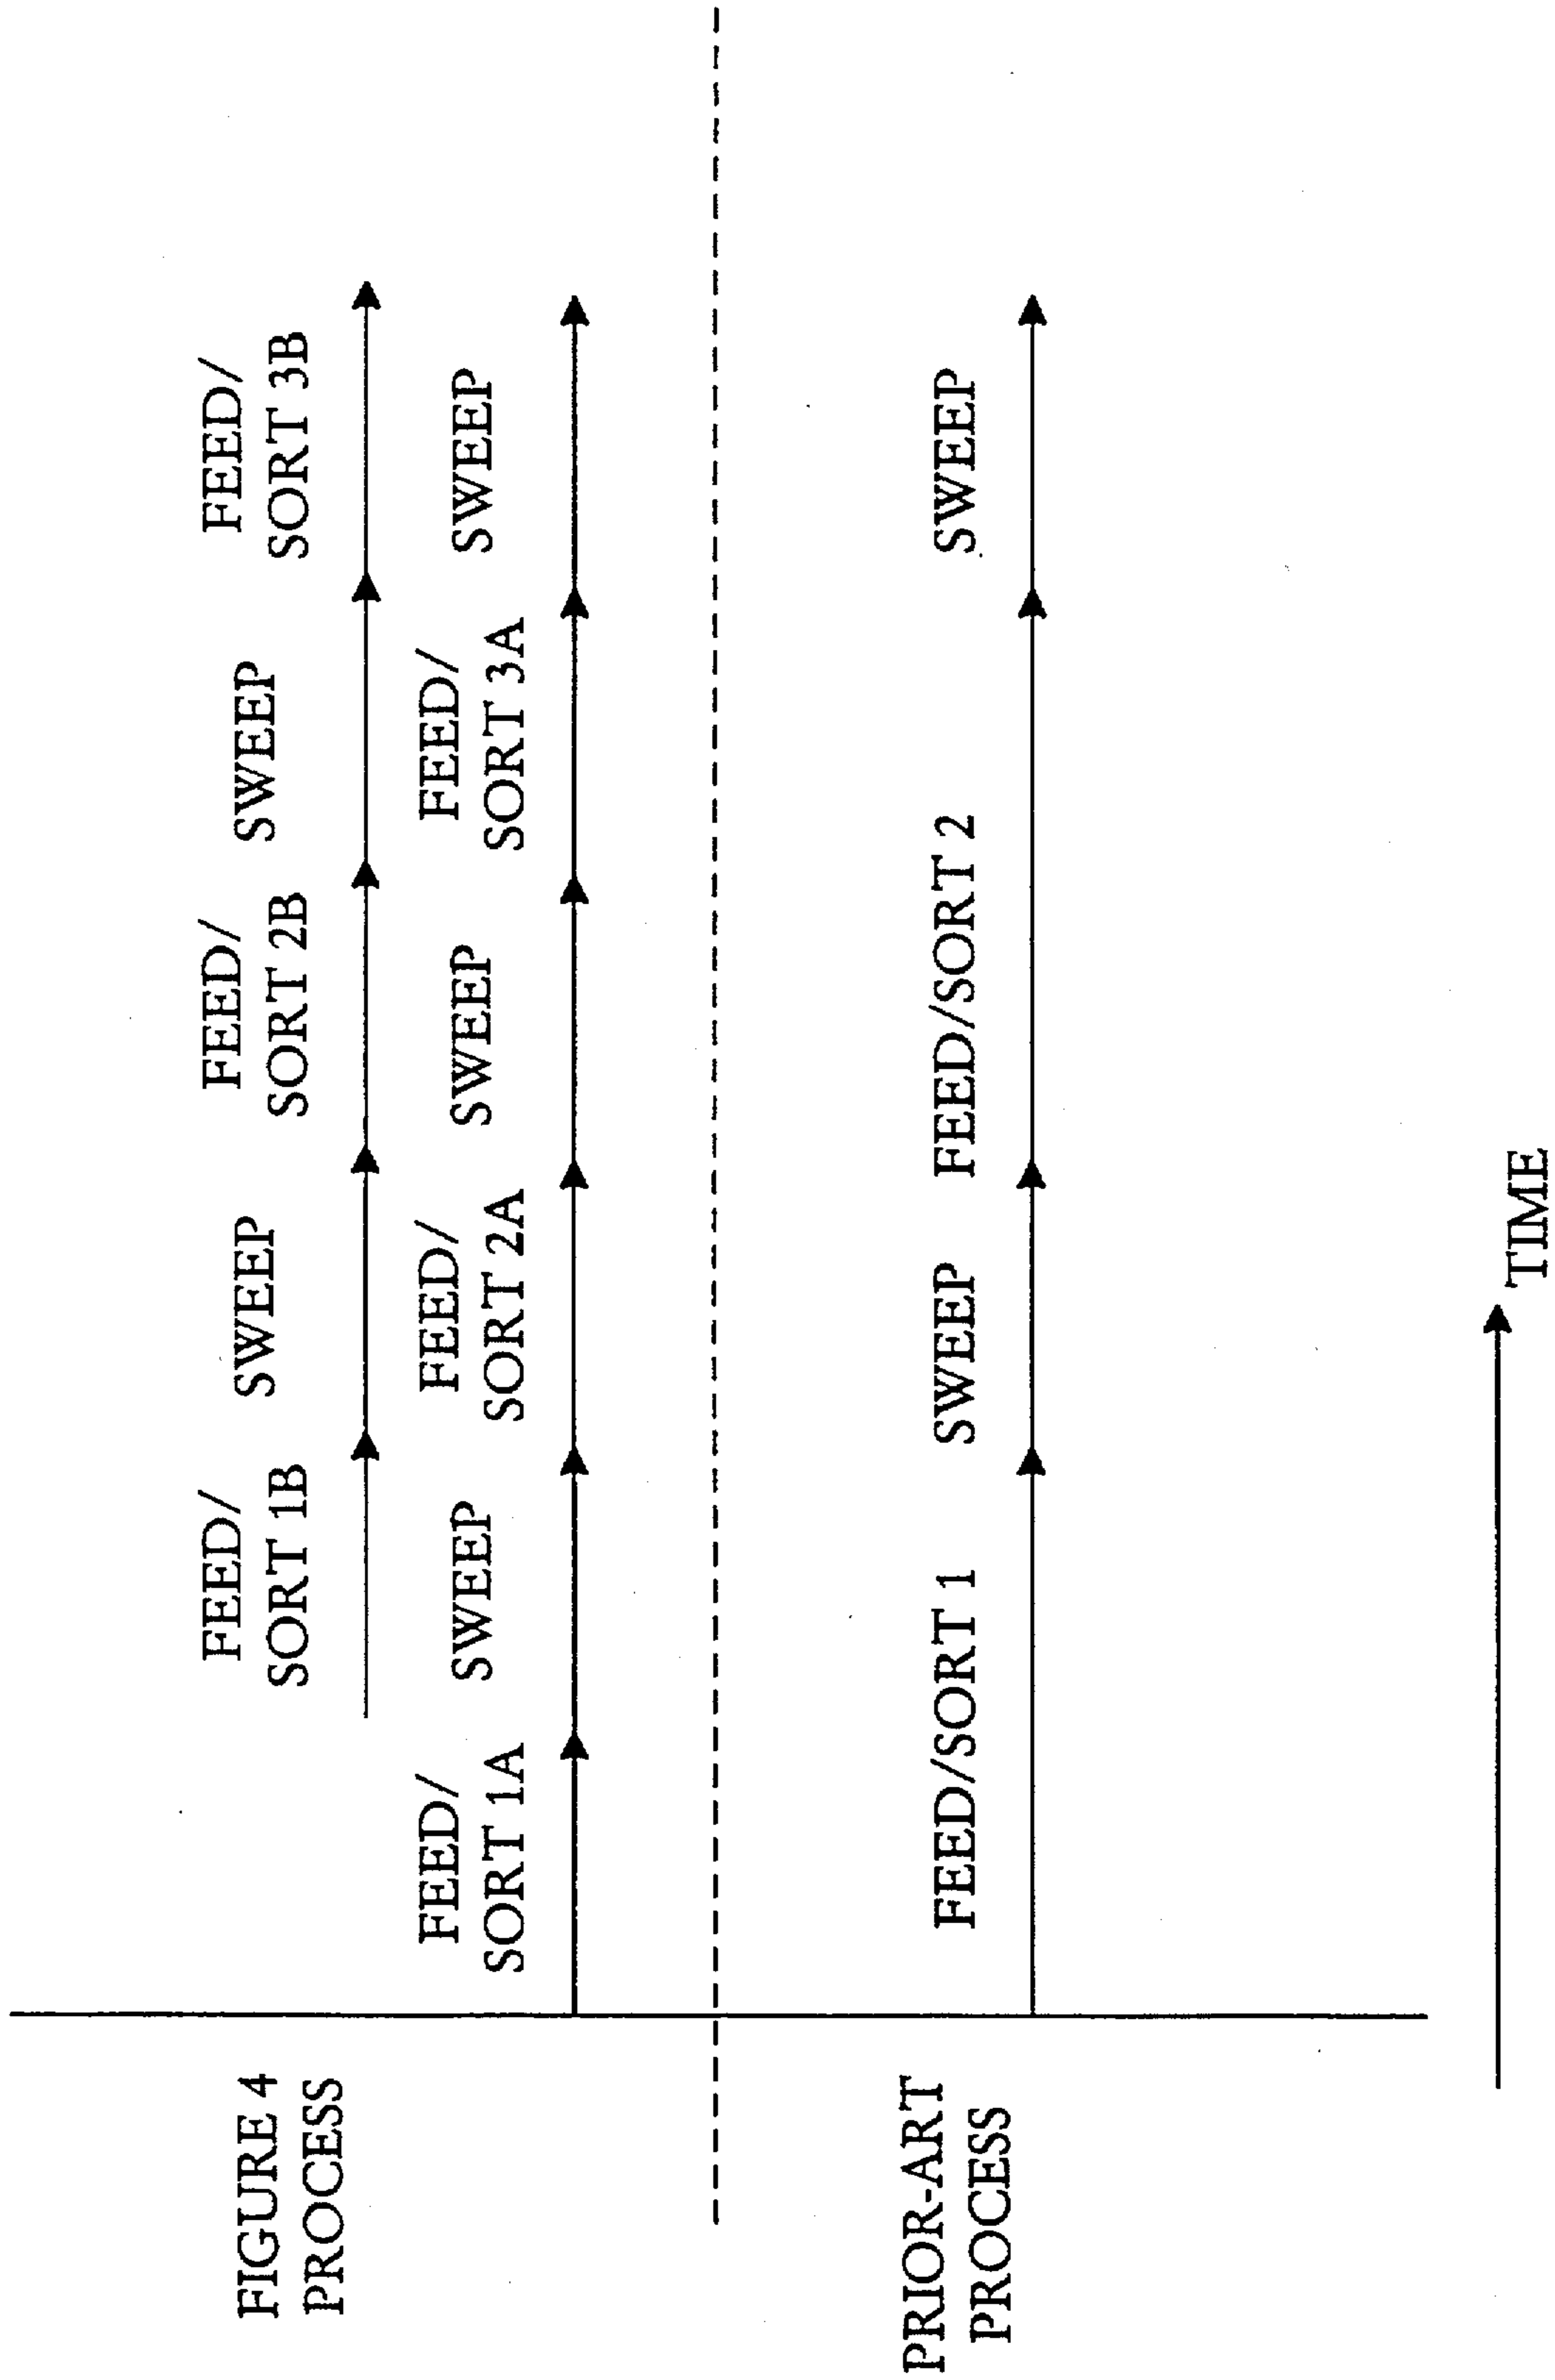 FIGURE 4
PROCESS
FEED/
SORT 1B
SWEEP
FEED/
SORT 2B
SWEEP
FEED/
SORT 3B
FEED/
SORT 1A
SWEEP
FEED/
SORT 2A
SWEEP
FEED/
SORT 3A
SWEEP
PRIOR-ART
PROCESS
FEED/SORT 1
SWEEP
FEED/SORT 2
SWEEP
TIME